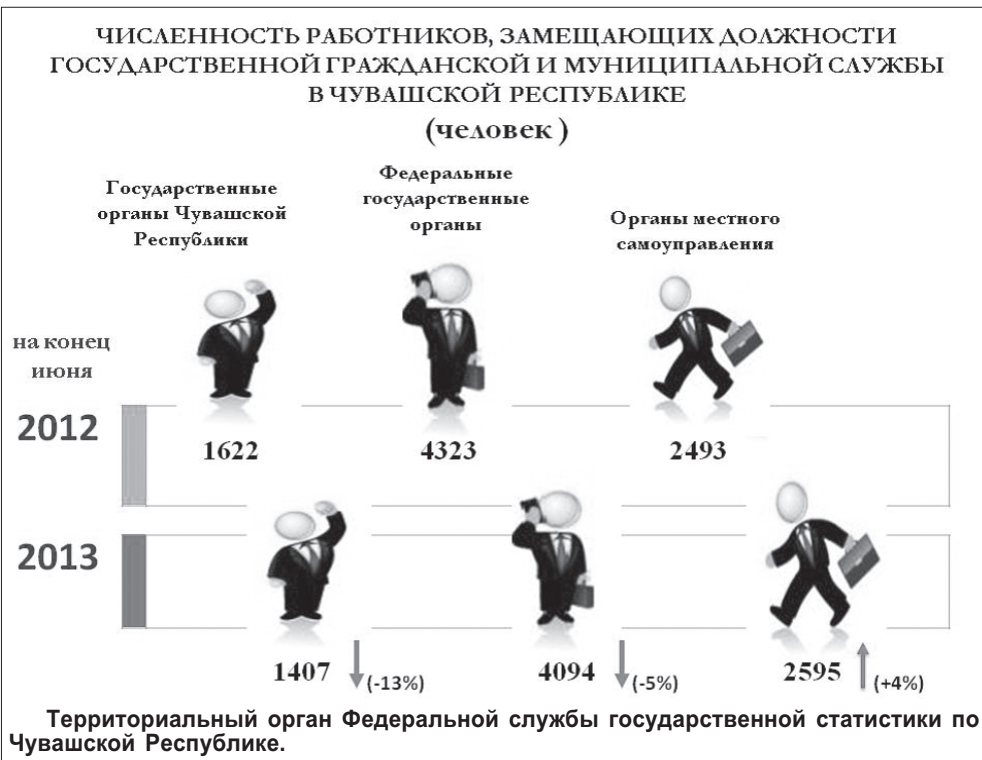 ЧИСЛЕННОСТЬ РАБОТНИКОВ, ЗАМЕЩАЮЩИХ ДОЛЖНОСТИ
ГОСУДАРСТВЕННОЙ ГРАЖДАНСКОЙ И МУНИЦИПАЛЬНОЙ СЛУЖБЫ
В ЧУВАШСКОЙ РЕСПУБЛИКЕ
(человек )
Государственные
органы Чувашской
Республики
Федеральные
государственные
органы
Органы местного
самоуправления
на конец
июня
2012
1622
4323
2493
2013
1407
(-13%)
4094
(-5%)
2595
(+4%)
Территориальный орган Федеральной службы государственной статистики по
Чувашской Республике.